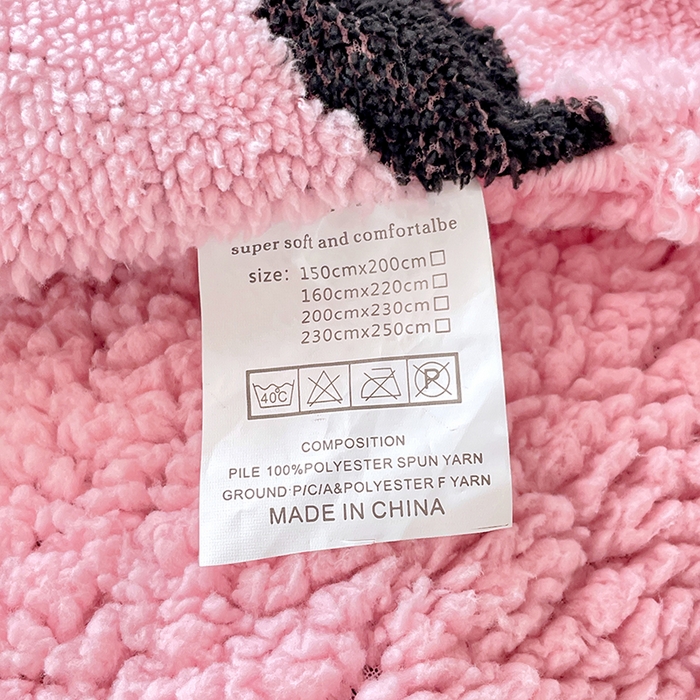 super soft and comfortalbe
size: 150cmx200cm
160cmx220cm
200cmx230cm
230cmx250cm
40C P
COMPOSITION
PILE 100%POLYESTER SPUN YARN
GROUND P/C/A&POLYESTER F YARN
MADE IN CHINA